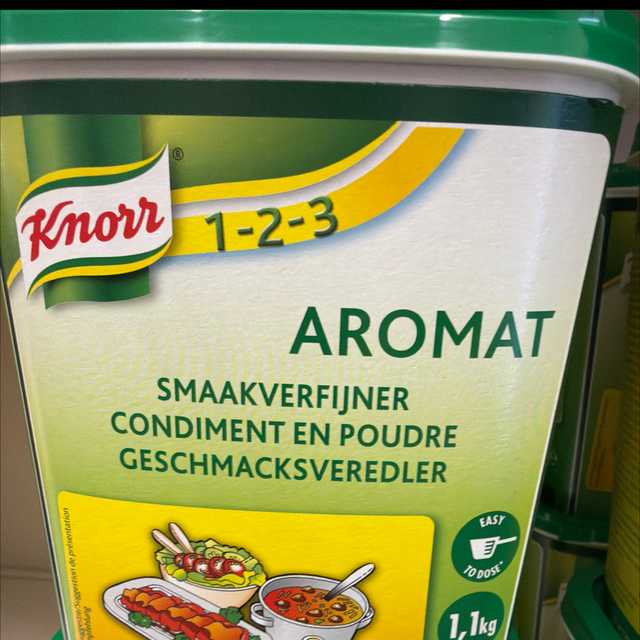 Knorr
®
1-2-3
AROMAT
SMAAKVERFIJNER
CONDIMENT EN POUDRE
GESCHMACKSVEREDLER
EASY
TO DOSE*
1,1kg